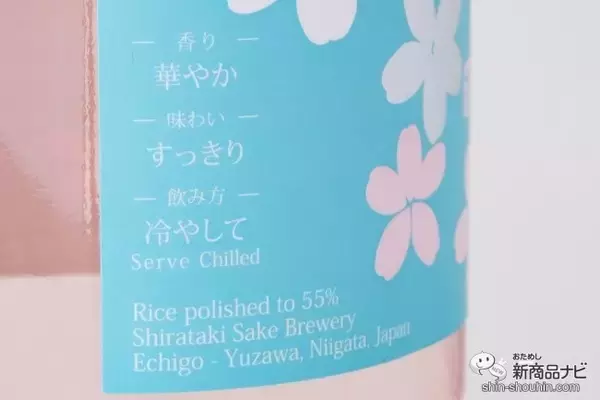 ― 香り ―
華やか
― 味わい ―
すっきり
― 飲み方 ―
冷やして
Serve Chilled
Rice polished to 55%
Shirataki Sake Brewery
Echigo - Yuzawa, Niigata, Japan
おためし
新商品ナビ
shin-shouhin.com